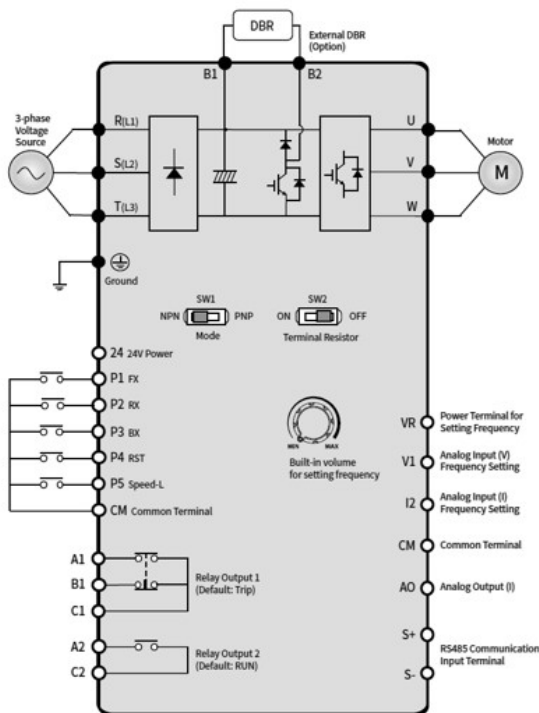 DBR
External DBR
(Option)
B1
B2
3-phase
Voltage
Source
R(L1)
S(L2)
T(L3)
U
V
W
Motor
M
Ground
SW1
NPN
PNP
Mode
SW2
ON
OFF
Terminal Resistor
24 24V Power
P1 FX
P2 RX
P3 BX
P4 RST
P5 Speed-L
CM Common Terminal
MIN
MAX
Built-in volume
for setting frequency
VR
Power Terminal for
Setting Frequency
V1
Analog Input (V)
Frequency Setting
I2
Analog Input (I)
Frequency Setting
CM
Common Terminal
AO
Analog Output (I)
S+
S-
RS485 Communication
Input Terminal
A1
B1
C1
Relay Output 1
(Default: Trip)
A2
C2
Relay Output 2
(Default: RUN)